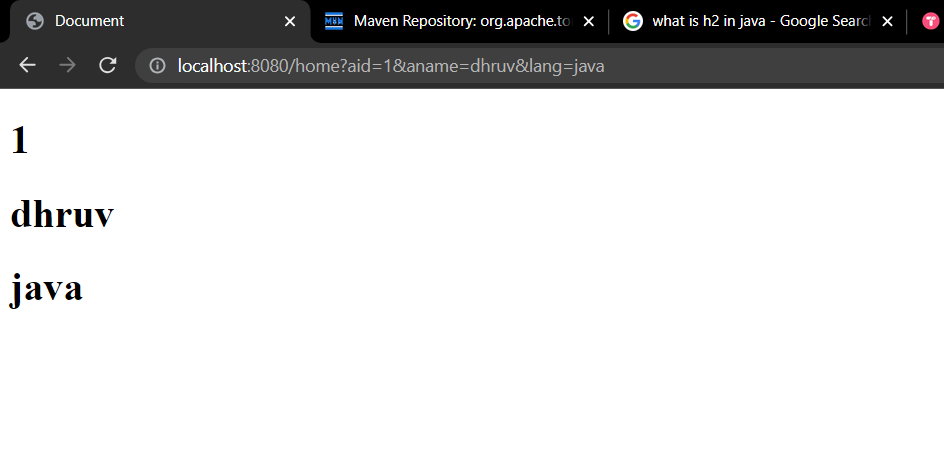 Document
Maven Repository: org.apache.to
what is h2 in java - Google Searc
localhost:8080/home?aid=1&aname=dhruv&lang=java
1
dhruv
java